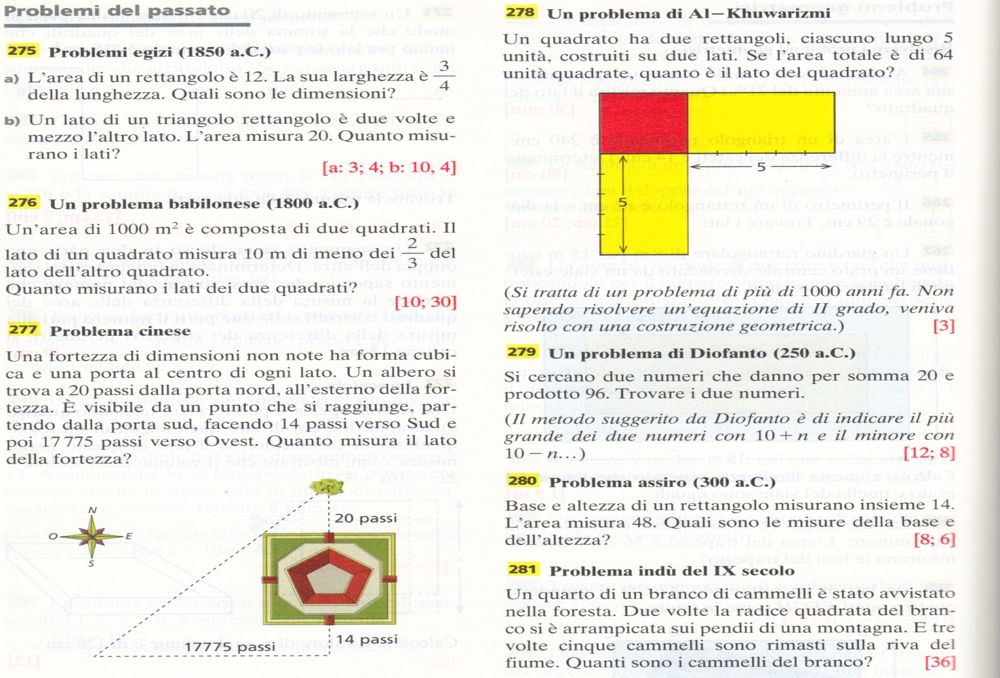 Problemi del passato
275 Problemi egizi (1850 a.C.)
a) L'area di un rettangolo è 12. La sua larghezza è 3/4
della lunghezza. Quali sono le dimensioni?
b) Un lato di un triangolo rettangolo è due volte e
mezzo l'altro lato. L'area misura 20. Quanto misu-
rano i lati?
[a: 3; 4; b: 10, 4]
276 Un problema babilonese (1800 a.C.)
Un'area di 1000 m² è composta di due quadrati. Il
lato di un quadrato misura 10 m di meno dei 2/3 del
lato dell'altro quadrato.
Quanto misurano i lati dei due quadrati?
[10; 30]
277 Problema cinese
Una fortezza di dimensioni non note ha forma cubi-
ca e una porta al centro di ogni lato. Un albero si
trova a 20 passi dalla porta nord, all'esterno della for-
tezza. È visibile da un punto che si raggiunge, par-
tendo dalla porta sud, facendo 14 passi verso Sud e
poi 17 775 passi verso Ovest. Quanto misura il lato
della fortezza?
N
O E
S
20 passi
14 passi
17775 passi
278 Un problema di Al-Khuwarizmi
Un quadrato ha due rettangoli, ciascuno lungo 5
unità, costruiti su due lati. Se l'area totale è di 64
unità quadrate, quanto è il lato del quadrato?
5
5
(Si tratta di un problema di più di 1000 anni fa. Non
sapendo risolvere un'equazione di II grado, veniva
risolto con una costruzione geometrica.) [3]
279 Un problema di Diofanto (250 a.C.)
Si cercano due numeri che danno per somma 20 e
prodotto 96. Trovare i due numeri.
(Il metodo suggerito da Diofanto è di indicare il più
grande dei due numeri con 10 + n e il minore con
10 − n...) [12; 8]
280 Problema assiro (300 a.C.)
Base e altezza di un rettangolo misurano insieme 14.
L'area misura 48. Quali sono le misure della base e
dell'altezza? [8; 6]
281 Problema indù del IX secolo
Un quarto di un branco di cammelli è stato avvistato
nella foresta. Due volte la radice quadrata del bran-
co si è arrampicata sui pendii di una montagna. E tre
volte cinque cammelli sono rimasti sulla riva del
fiume. Quanti sono i cammelli del branco? [36]